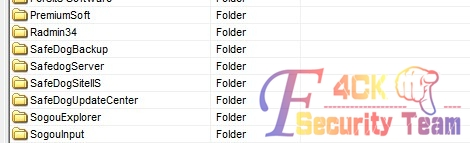 PremiumSoft Folder
Radmin34 Folder
SafeDogBackup Folder
SafedogServer Folder
SafeDogSiteIIS Folder
SafeDogUpdateCenter Folder
SogouExplorer Folder
SogouInput Folder
F4CK
Security Team